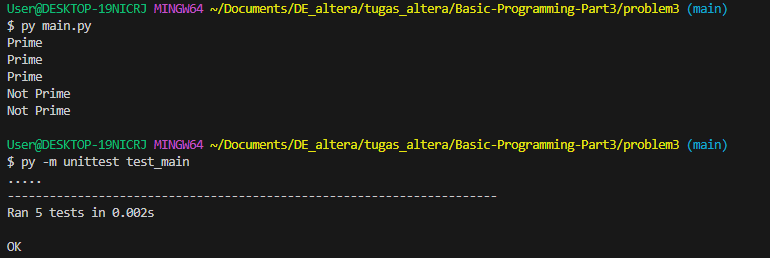 User@DESKTOP-19NICRJ MINGW64 ~/Documents/DE_altera/tugas_altera/Basic-Programming-Part3/problem3 (main)
$ py main.py
Prime
Prime
Prime
Not Prime
Not Prime
User@DESKTOP-19NICRJ MINGW64 ~/Documents/DE_altera/tugas_altera/Basic-Programming-Part3/problem3 (main)
$ py -m unittest test_main
.....
----------------------------------------------------------------------
Ran 5 tests in 0.002s
OK